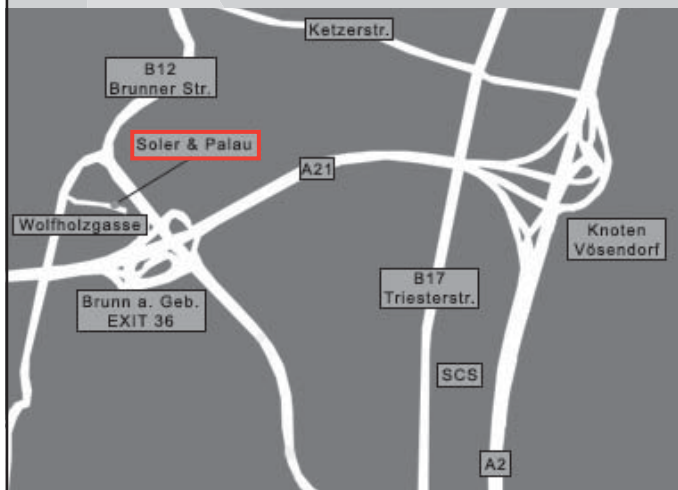 Ketzerstr.
B12
Brunner Str.
Soler & Palau
A21
Wolfholzgasse
Knoten
Vösendorf
B17
Triesterstr.
Brunn a. Geb.
EXIT 36
SCS
A2